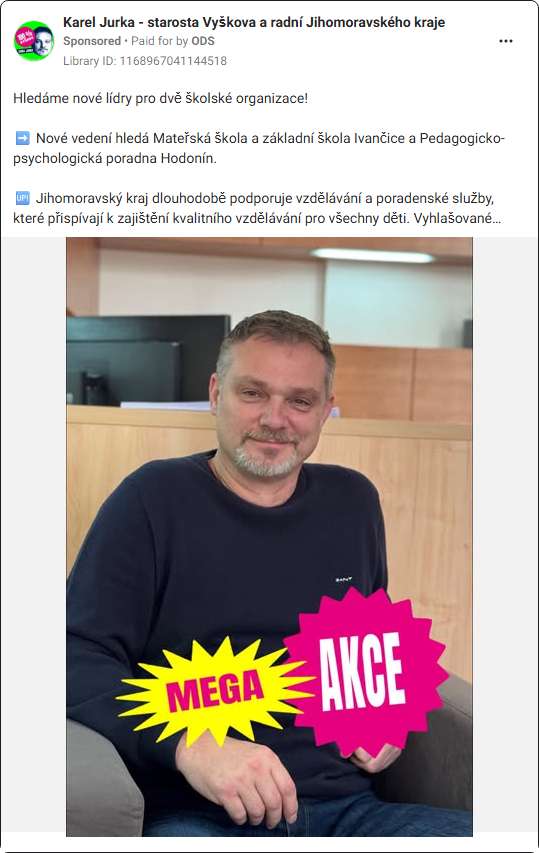 Karel Jurka - starosta Vyškova a radní Jihomoravského kraje
Sponsored • Paid for by ODS
Library ID: 1168967041144518
Hledáme nové lídry pro dvě školské organizace!
➡️ Nové vedení hledá Mateřská škola a základní škola Ivančice a Pedagogicko-
psychologická poradna Hodonín.
🆙 Jihomoravský kraj dlouhodobě podporuje vzdělávání a poradenské služby,
které přispívají k zajištění kvalitního vzdělávání pro všechny děti. Vyhlašované…
GANT
MEGA
AKCE